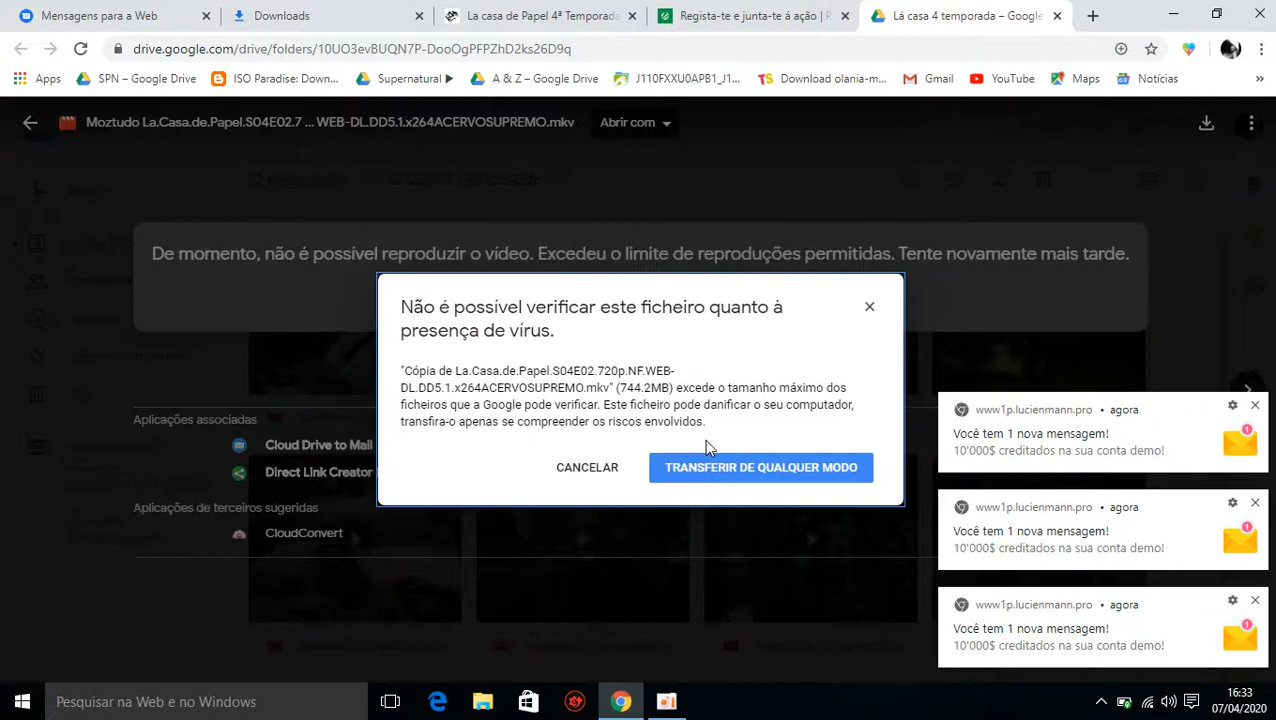 Mensagens para a Web
Downloads
La casa de Papel 4ª Temporada
Regista-te e junta-te á ação | P
Lá casa 4 temporada – Google
drive.google.com/drive/folders/10UO3evBUQN7P-DooOgPFPZhD2ks26D9q
Apps
SPN – Google Drive
ISO Paradise: Down...
Supernatural
A & Z – Google Drive
J110FXXU0APB1_J1...
Download olania-m...
Gmail
YouTube
Maps
Notícias
»
Moztudo La.Casa.de.Papel.S04E02.7 ... WEB-DL.DD5.1.x264ACERVOSUPREMO.mkv
Abrir com
De momento, não é possível reproduzir o vídeo. Excedeu o limite de reproduções permitidas. Tente novamente mais tarde.
Não é possível verificar este ficheiro quanto à
presença de vírus.
"Cópia de La.Casa.de.Papel.S04E02.720p.NF.WEB-
DL.DD5.1.x264ACERVOSUPREMO.mkv" (744.2MB) excede o tamanho máximo dos
ficheiros que a Google pode verificar. Este ficheiro pode danificar o seu computador,
transfira-o apenas se compreender os riscos envolvidos.
CANCELAR
TRANSFERIR DE QUALQUER MODO
Aplicações associadas
Cloud Drive to Mail
Direct Link Creator
Aplicações de terceiros sugeridas
CloudConvert
www1p.lucienmann.pro • agora
Você tem 1 nova mensagem!
10'000$ creditados na sua conta demo!
1
www1p.lucienmann.pro • agora
Você tem 1 nova mensagem!
10'000$ creditados na sua conta demo!
1
www1p.lucienmann.pro • agora
Você tem 1 nova mensagem!
10'000$ creditados na sua conta demo!
1
Pesquisar na Web e no Windows
16:33
07/04/2020